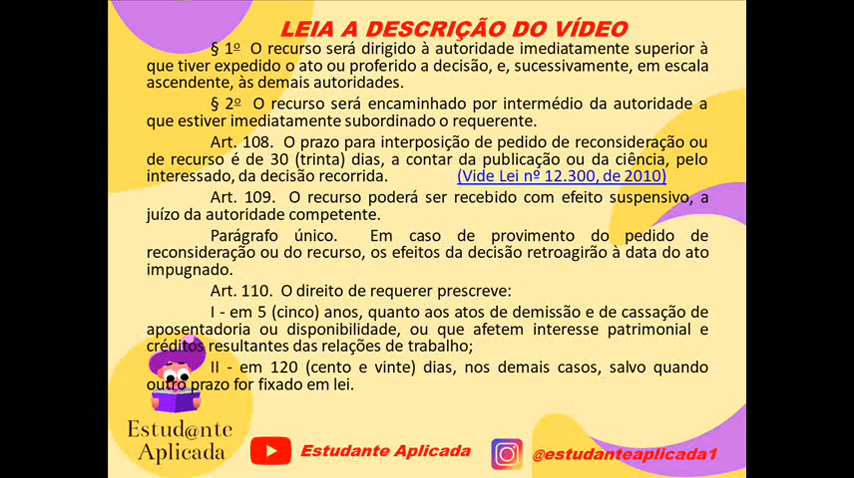 LEIA A DESCRIÇÃO DO VÍDEO
§ 1º O recurso será dirigido à autoridade imediatamente superior à
que tiver expedido o ato ou proferido a decisão, e, sucessivamente, em escala
ascendente, às demais autoridades.
§ 2º O recurso será encaminhado por intermédio da autoridade a
que estiver imediatamente subordinado o requerente.
Art. 108. O prazo para interposição de pedido de reconsideração ou
de recurso é de 30 (trinta) dias, a contar da publicação ou da ciência, pelo
interessado, da decisão recorrida. (Vide Lei nº 12.300, de 2010)
Art. 109. O recurso poderá ser recebido com efeito suspensivo, a
juízo da autoridade competente.
Parágrafo único. Em caso de provimento do pedido de
reconsideração ou do recurso, os efeitos da decisão retroagirão à data do ato
impugnado.
Art. 110. O direito de requerer prescreve:
I - em 5 (cinco) anos, quanto aos atos de demissão e de cassação de
aposentadoria ou disponibilidade, ou que afetem interesse patrimonial e
créditos resultantes das relações de trabalho;
II - em 120 (cento e vinte) dias, nos demais casos, salvo quando
outro prazo for fixado em lei.
Estud@nte
Aplicada
Estudante Aplicada
@estudanteaplicada1